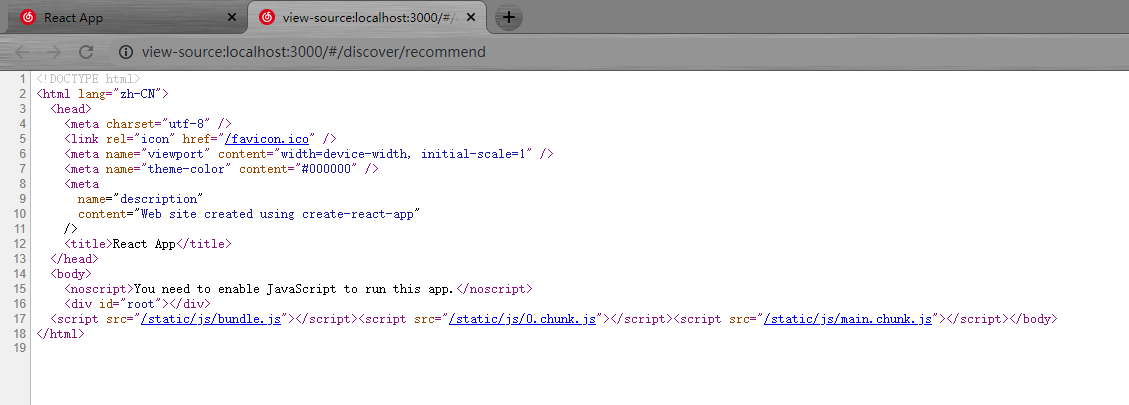 React App
view-source:localhost:3000/#/
view-source:localhost:3000/#/discover/recommend
1 <!DOCTYPE html>
2 <html lang="zh-CN">
3 <head>
4 <meta charset="utf-8" />
5 <link rel="icon" href="/favicon.ico" />
6 <meta name="viewport" content="width=device-width, initial-scale=1" />
7 <meta name="theme-color" content="#000000" />
8 <meta
9 name="description"
10 content="Web site created using create-react-app"
11 />
12 <title>React App</title>
13 </head>
14 <body>
15 <noscript>You need to enable JavaScript to run this app.</noscript>
16 <div id="root"></div>
17 <script src="/static/js/bundle.js"></script><script src="/static/js/0.chunk.js"></script><script src="/static/js/main.chunk.js"></script></body>
18 </html>
19